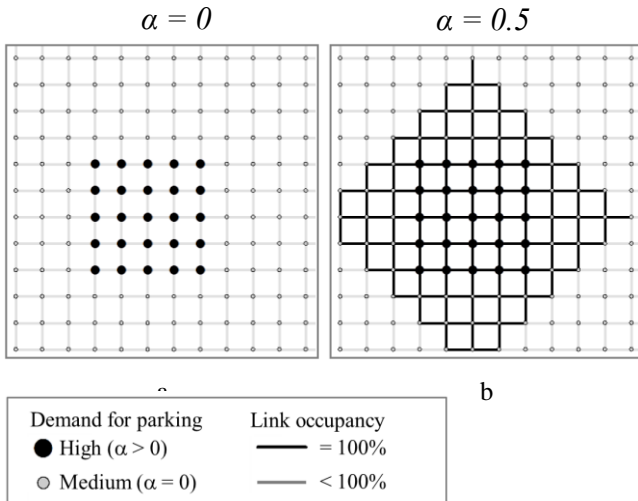 α = 0
α = 0.5
b
Demand for parking
High (α > 0)
Medium (α = 0)
Link occupancy
= 100%
< 100%